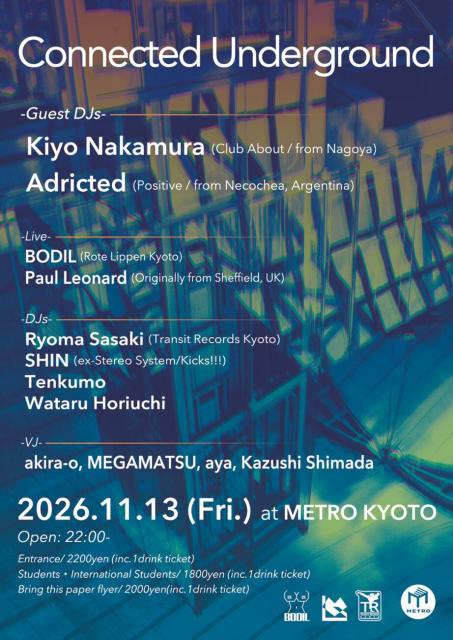 Connected Underground
-Guest DJs-
Kiyo Nakamura (Club About / from Nagoya)
Adricted (Positive / from Necochea, Argentina)
-Live-
BODIL (Rote Lippen Kyoto)
Paul Leonard (Originally from Sheffield, UK)
-DJs-
Ryoma Sasaki (Transit Records Kyoto)
SHIN (ex-Stereo System/Kicks!!!)
Tenkumo
Wataru Horiuchi
-VJ-
akira-o, MEGAMATSU, aya, Kazushi Shimada
2026.11.13 (Fri.) at METRO KYOTO
Open: 22:00-
Entrance/ 2200yen (inc.1drink ticket)
Students・International Students/ 1800yen (inc.1drink ticket)
Bring this paper flyer/ 2000yen(inc.1drink ticket)
BODIL
TR
METRO